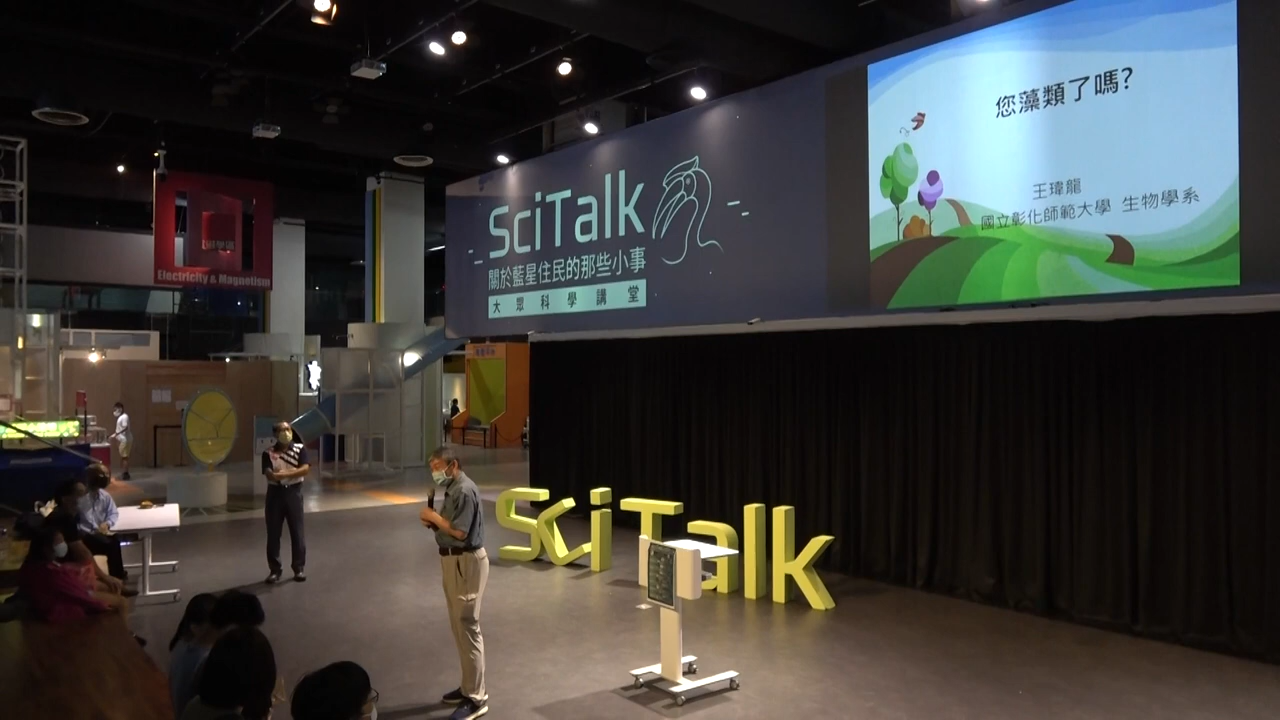 您藻類了嗎?
王瑋龍
國立彰化師範大學 生物學系
SciTalk
關於藍星住民的那些小事
大眾科學講堂
Electricity & Magnetism
SciTalk